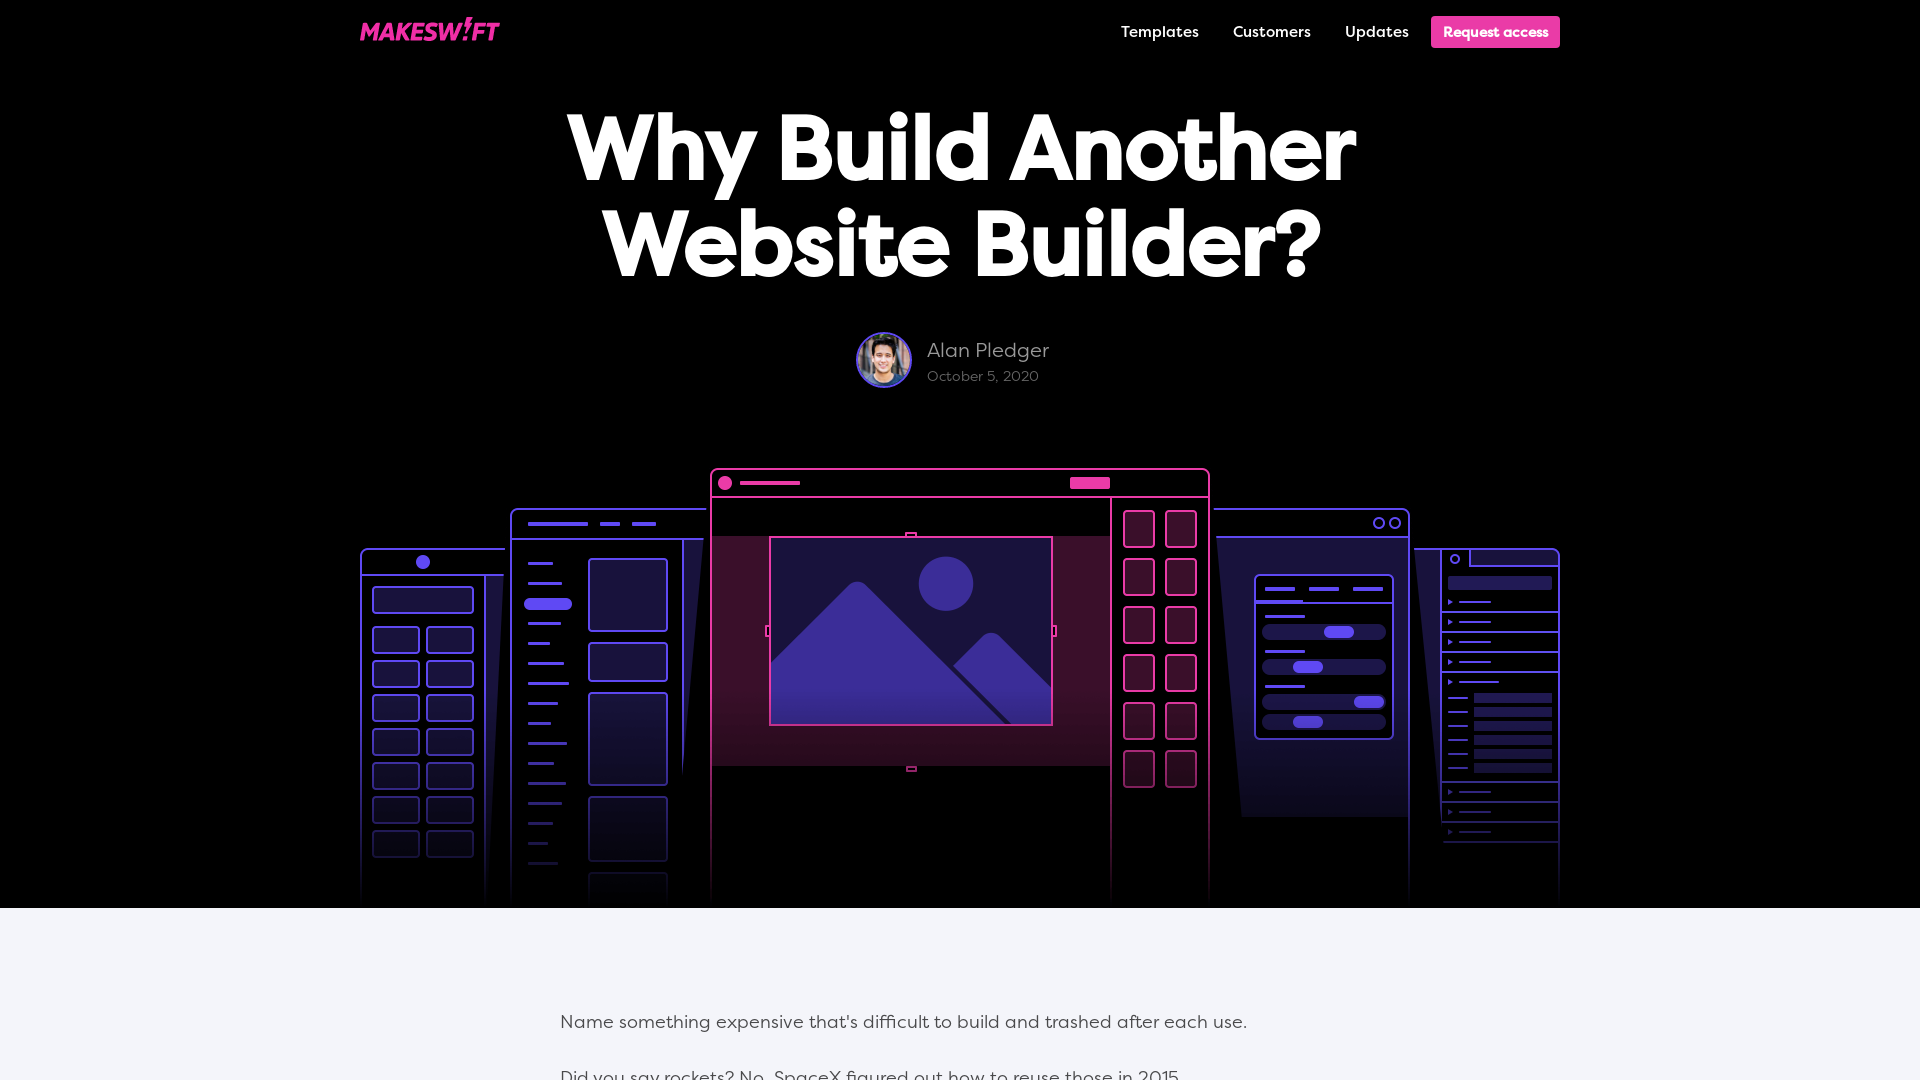 MAKESWIFT
Templates
Customers
Updates
Request access
Why Build Another
Website Builder?
Alan Pledger
October 5, 2020
Name something expensive that's difficult to build and trashed after each use.
Did you say rockets? No, SpaceX figured out how to reuse those in 2015.